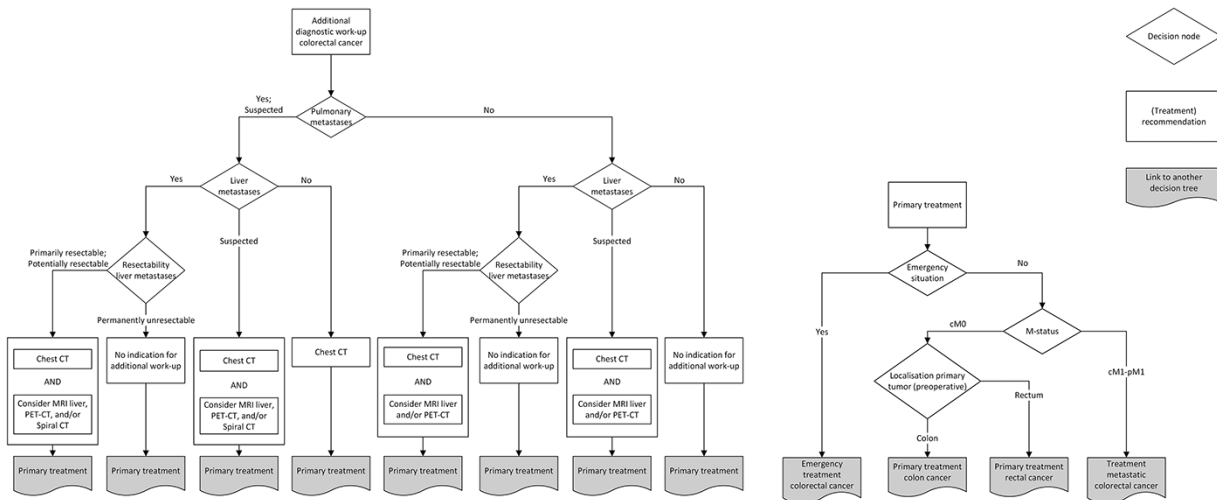 Additional
diagnostic work-up
colorectal cancer
Yes;
Suspected
Pulmonary
metastases
No
Yes
Liver
metastases
No
Suspected
Primarily resectable;
Potentially resectable
Resectability
liver metastases
Permanently unresectable
Yes
Liver
metastases
No
Suspected
Primarily resectable;
Potentially resectable
Resectability
liver metastases
Permanently unresectable
Chest CT
AND
Consider MRI liver,
PET-CT, and/or
Spiral CT
No indication for
additional work-up
Chest CT
AND
Consider MRI liver,
PET-CT, and/or
Spiral CT
Chest CT
Chest CT
AND
Consider MRI liver
and/or PET-CT
No indication for
additional work-up
Chest CT
AND
Consider MRI liver
and/or PET-CT
No indication for
additional work-up
Primary treatment
Primary treatment
Primary treatment
Primary treatment
Primary treatment
Primary treatment
Primary treatment
Primary treatment
Primary treatment
Emergency
situation
No
Yes
M-status
cM0
cM1-pM1
Localisation primary
tumor (preoperative)
Rectum
Colon
Emergency
treatment
colorectal cancer
Primary treatment
colon cancer
Primary treatment
rectal cancer
Treatment
metastatic
colorectal cancer
Decision node
(Treatment)
recommendation
Link to another
decision tree